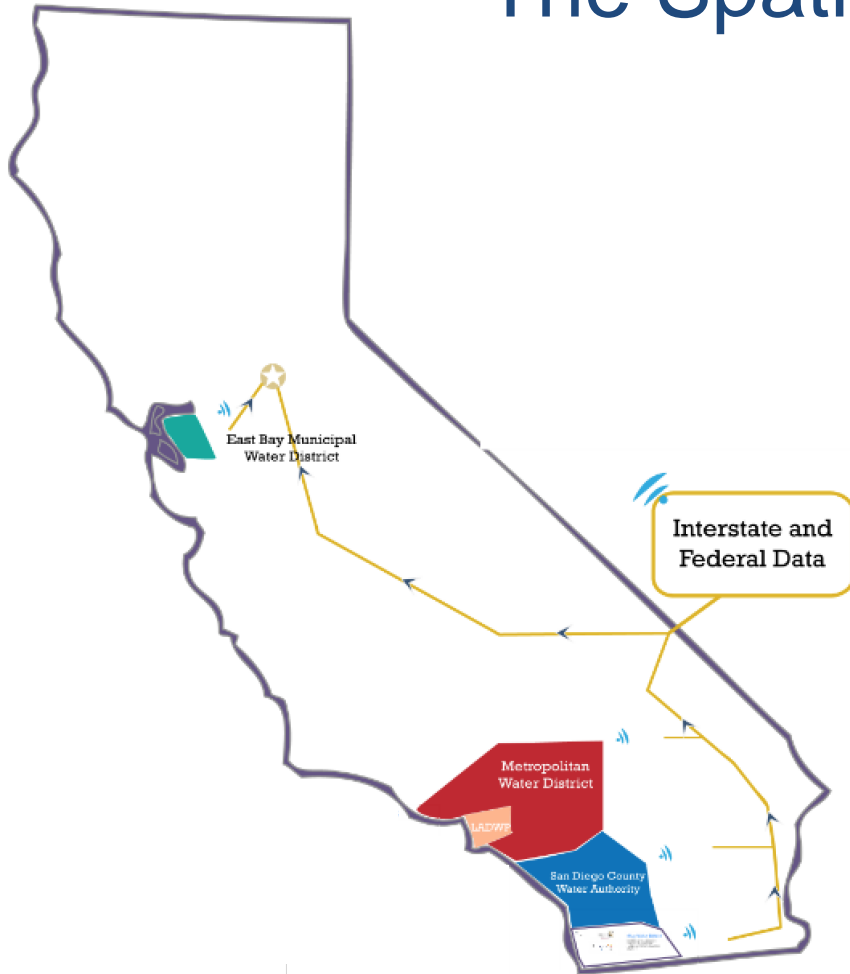 The Spati
East Bay Municipal
Water District
Interstate and
Federal Data
Metropolitan
Water District
LADWP
San Diego County
Water Authority